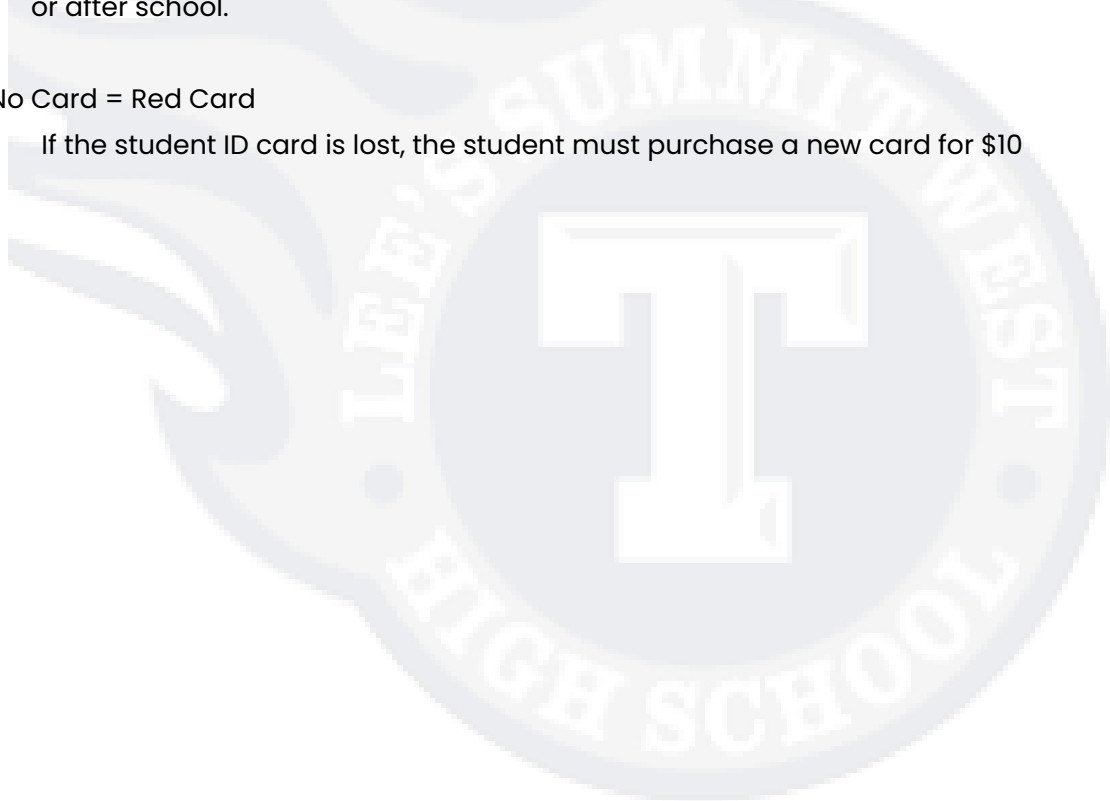 or after school.
No Card = Red Card
If the student ID card is lost, the student must purchase a new card for $10
LEE'S SUMMIT WEST
T
HIGH SCHOOL